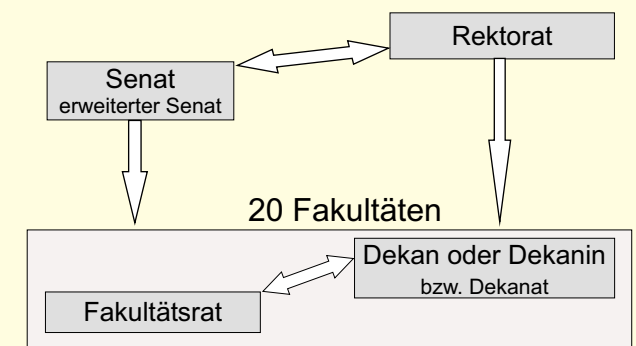 Rektorat
Senat
erweiterter Senat
20 Fakultäten
Dekan oder Dekanin
bzw. Dekanat
Fakultätsrat